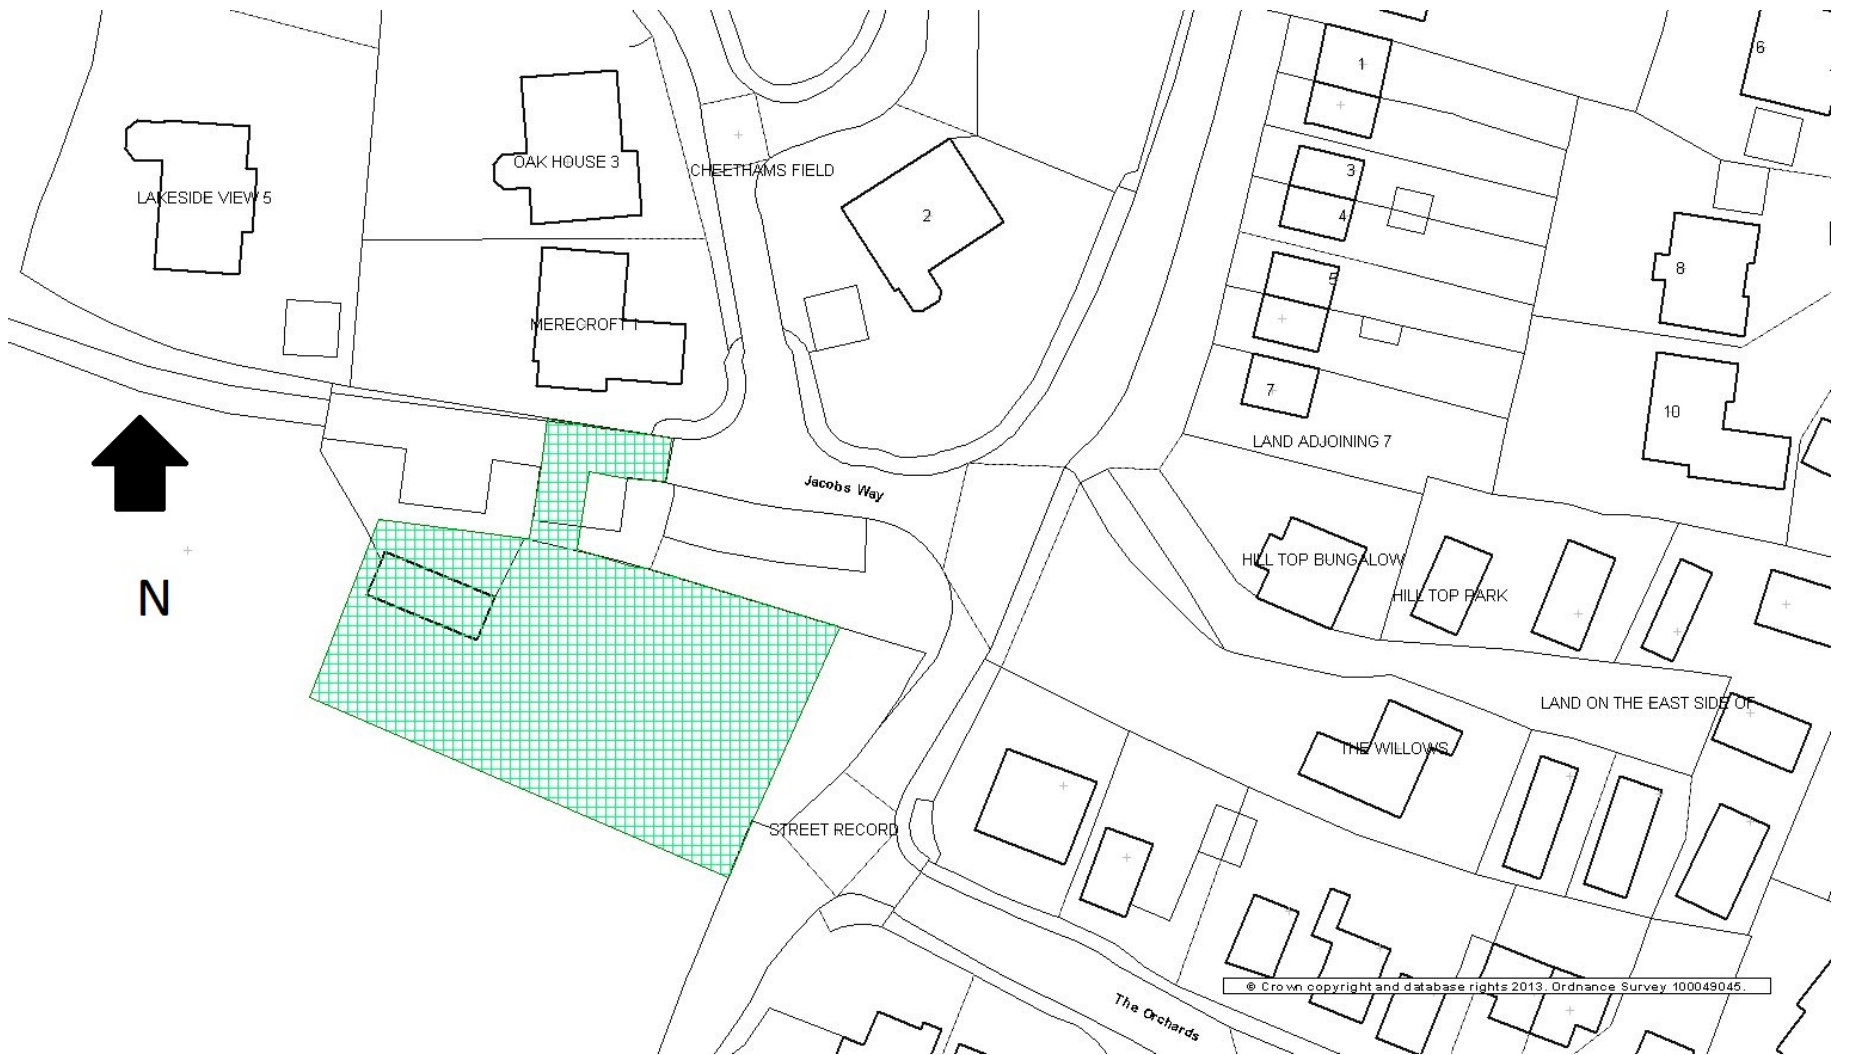 6
1
OAK HOUSE 3
CHEETHAMS FIELD
3
LAKESIDE VIEW 5
2
4
8
5
MERECROFT 1
7
10
LAND ADJOINING 7
Jacobs Way
HILL TOP BUNGALOW
HILL TOP PARK
N
LAND ON THE EAST SIDE OF
THE WILLOWS
STREET RECORD
© Crown copyright and database rights 2013. Ordnance Survey 100049045.
The Orchards